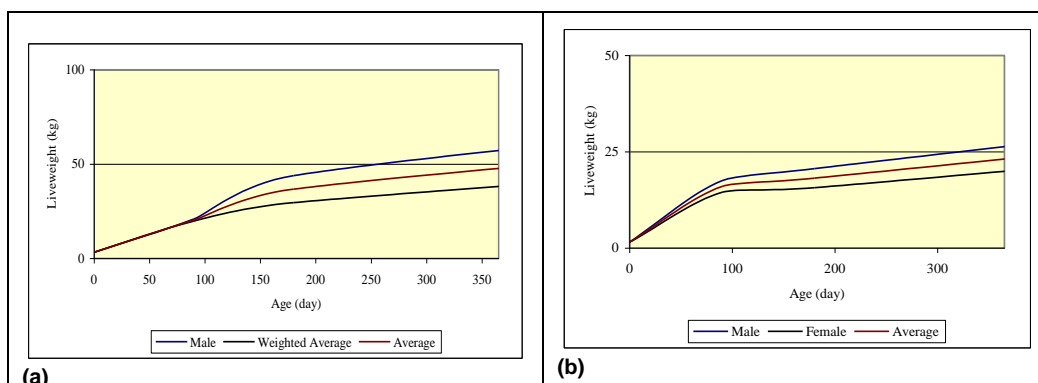 100
50
0
Liveweight (kg)
0 50 100 150 200 250 300 350
Age (day)
Male Weighted Average Average
(a)
50
25
0
Liveweight (kg)
0 100 200 300
Age (day)
Male Female Average
(b)